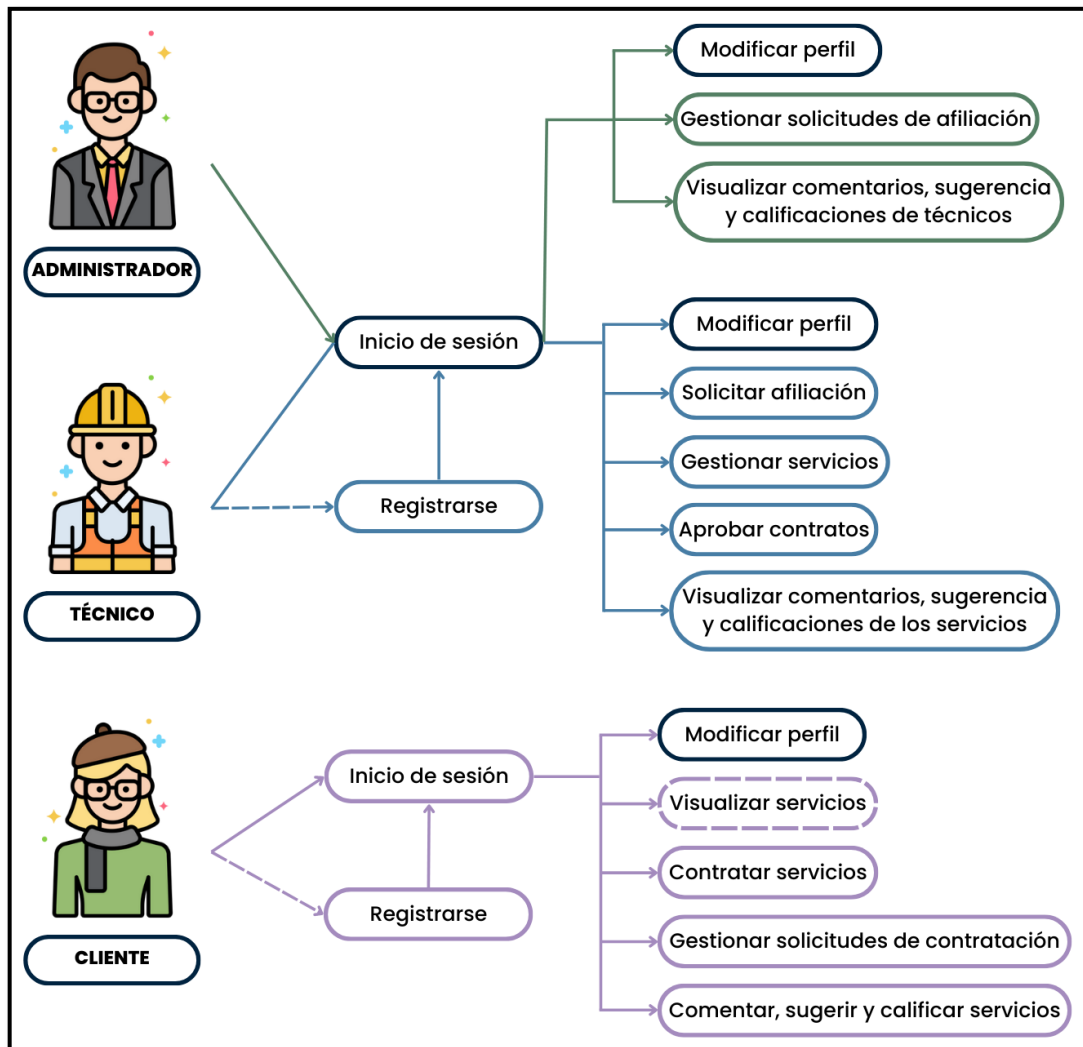 Modificar perfil
Gestionar solicitudes de afiliación
Visualizar comentarios, sugerencia
y calificaciones de técnicos
ADMINISTRADOR
Inicio de sesión
Modificar perfil
Solicitar afiliación
Gestionar servicios
Registrarse
Aprobar contratos
TÉCNICO
Visualizar comentarios, sugerencia
y calificaciones de los servicios
Modificar perfil
Inicio de sesión
Visualizar servicios
Contratar servicios
Registrarse
Gestionar solicitudes de contratación
CLIENTE
Comentar, sugerir y calificar servicios